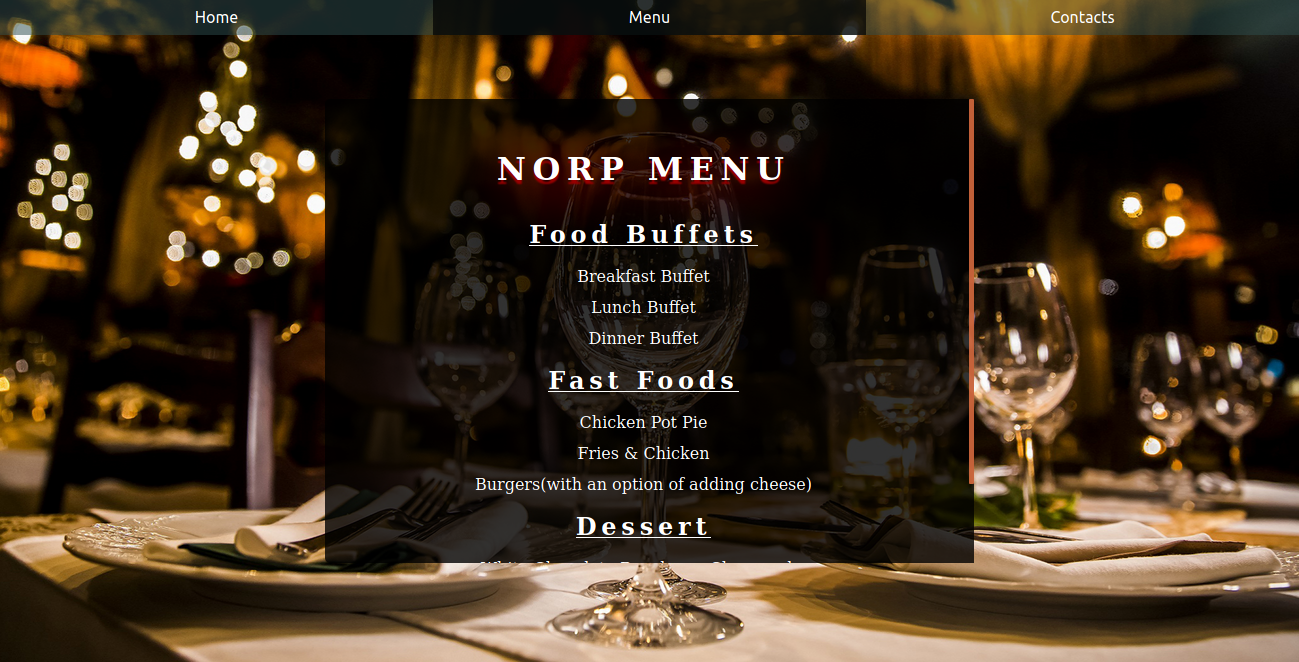 Home
Menu
Contacts
NORP MENU
Food Buffets
Breakfast Buffet
Lunch Buffet
Dinner Buffet
Fast Foods
Chicken Pot Pie
Fries & Chicken
Burgers(with an option of adding cheese)
Dessert